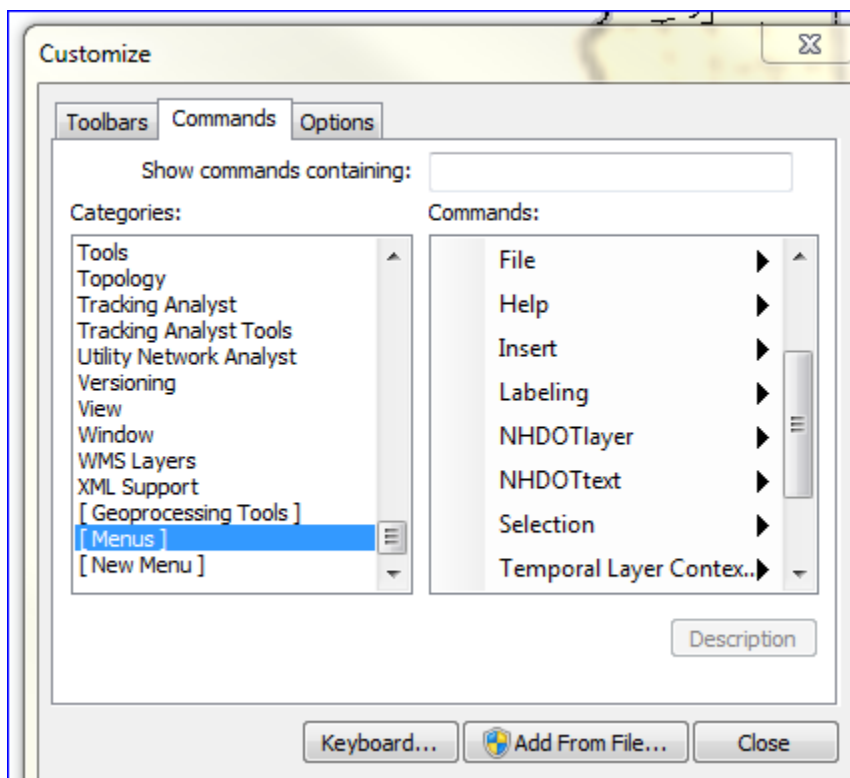 Customize
Toolbars Commands Options
Show commands containing:
Categories:
Commands:
Tools
Topology
Tracking Analyst
Tracking Analyst Tools
Utility Network Analyst
Versioning
View
Window
WMS Layers
XML Support
[ Geoprocessing Tools ]
[ Menus ]
[ New Menu ]
File
Help
Insert
Labeling
NHDOTlayer
NHDOTtext
Selection
Temporal Layer Contex..
Description
Keyboard... Add From File... Close